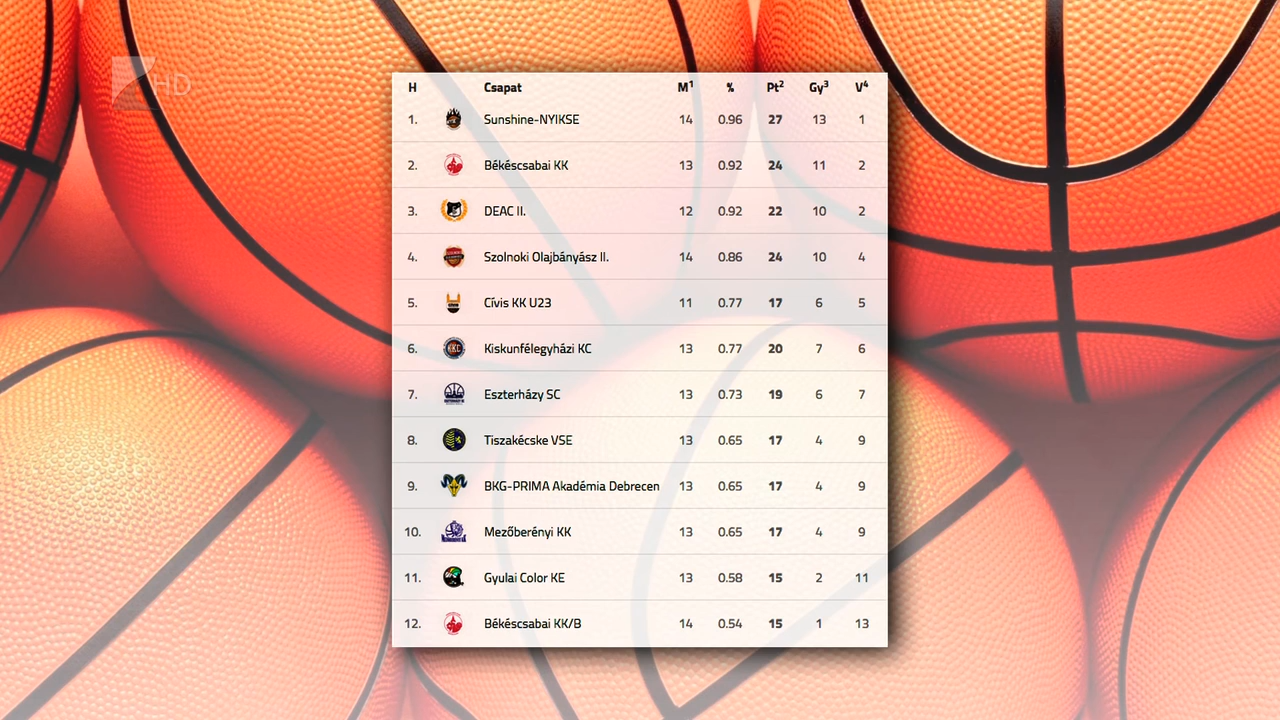 HD
H Csapat M¹ % Pt² Gy³ V⁴
1. Sunshine-NYIKSE 14 0.96 27 13 1
2. Békéscsabai KK 13 0.92 24 11 2
3. DEAC II. 12 0.92 22 10 2
4. Szolnoki Olajbányász II. 14 0.86 24 10 4
5. Cívis KK U23 11 0.77 17 6 5
6. Kiskunfélegyházi KC 13 0.77 20 7 6
7. Eszterházy SC 13 0.73 19 6 7
8. Tiszakécske VSE 13 0.65 17 4 9
9. BKG-PRIMA Akadémia Debrecen 13 0.65 17 4 9
10. Mezőberényi KK 13 0.65 17 4 9
11. Gyulai Color KE 13 0.58 15 2 11
12. Békéscsabai KK/B 14 0.54 15 1 13